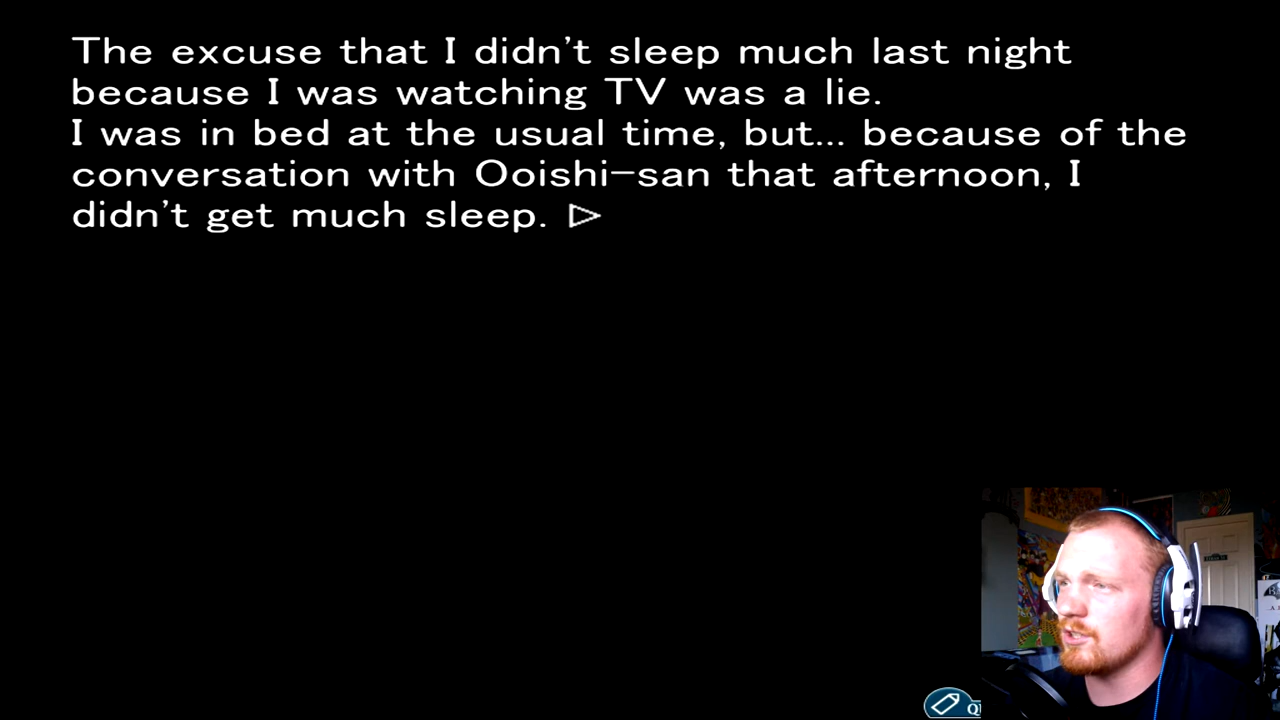 The excuse that I didn't sleep much last night
because I was watching TV was a lie.
I was in bed at the usual time, but... because of the
conversation with Ooishi-san that afternoon, I
didn't get much sleep.